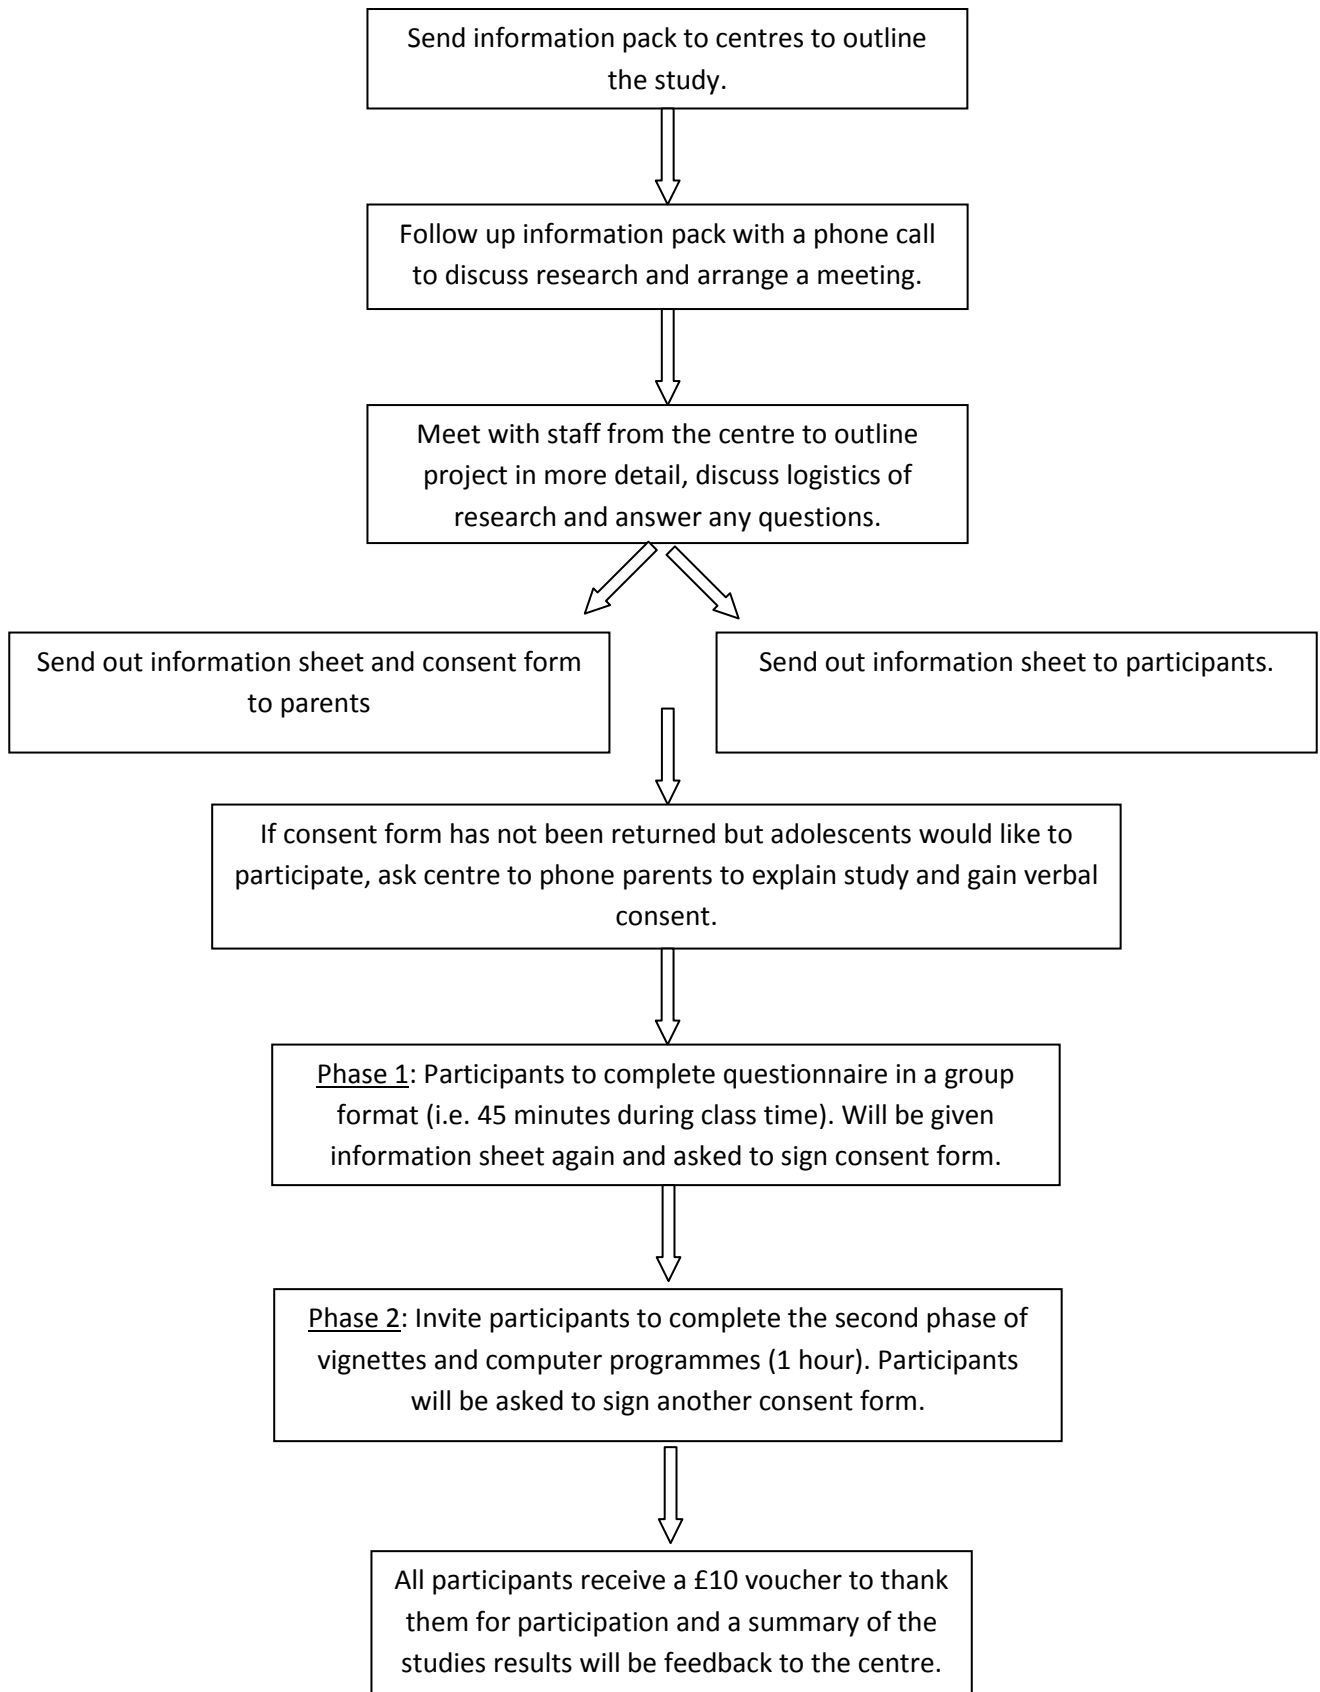 Send information pack to centres to outline
the study.
Follow up information pack with a phone call
to discuss research and arrange a meeting.
Meet with staff from the centre to outline
project in more detail, discuss logistics of
research and answer any questions.
Send out information sheet and consent form
to parents
Send out information sheet to participants.
If consent form has not been returned but adolescents would like to
participate, ask centre to phone parents to explain study and gain verbal
consent.
Phase 1: Participants to complete questionnaire in a group
format (i.e. 45 minutes during class time). Will be given
information sheet again and asked to sign consent form.
Phase 2: Invite participants to complete the second phase of
vignettes and computer programmes (1 hour). Participants
will be asked to sign another consent form.
All participants receive a £10 voucher to thank
them for participation and a summary of the
studies results will be feedback to the centre.